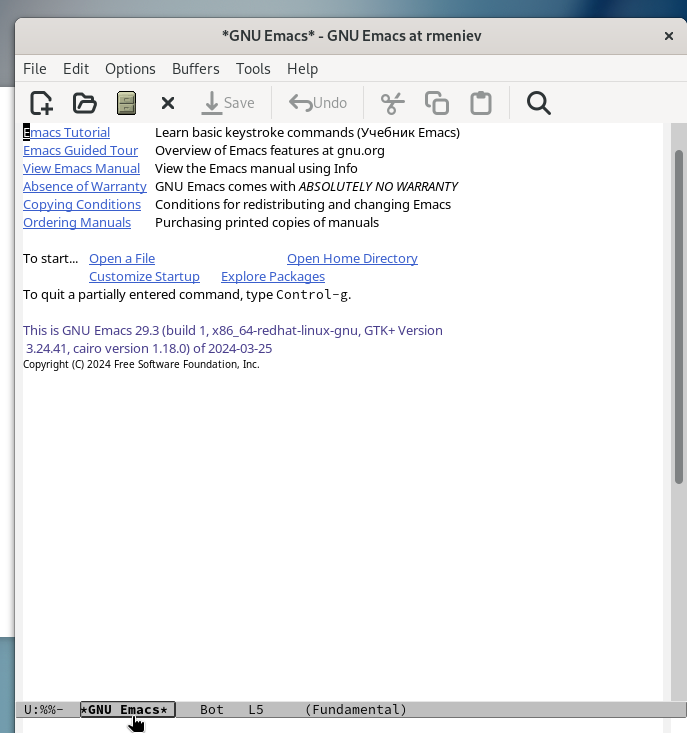 *GNU Emacs* - GNU Emacs at rmeniev
File Edit Options Buffers Tools Help
Save Undo
Emacs Tutorial Learn basic keystroke commands (Учебник Emacs)
Emacs Guided Tour Overview of Emacs features at gnu.org
View Emacs Manual View the Emacs manual using Info
Absence of Warranty GNU Emacs comes with ABSOLUTELY NO WARRANTY
Copying Conditions Conditions for redistributing and changing Emacs
Ordering Manuals Purchasing printed copies of manuals
To start... Open a File Open Home Directory
Customize Startup Explore Packages
To quit a partially entered command, type Control-g.
This is GNU Emacs 29.3 (build 1, x86_64-redhat-linux-gnu, GTK+ Version
3.24.41, cairo version 1.18.0) of 2024-03-25
Copyright (C) 2024 Free Software Foundation, Inc.
U:%%- *GNU Emacs* Bot L5 (Fundamental)